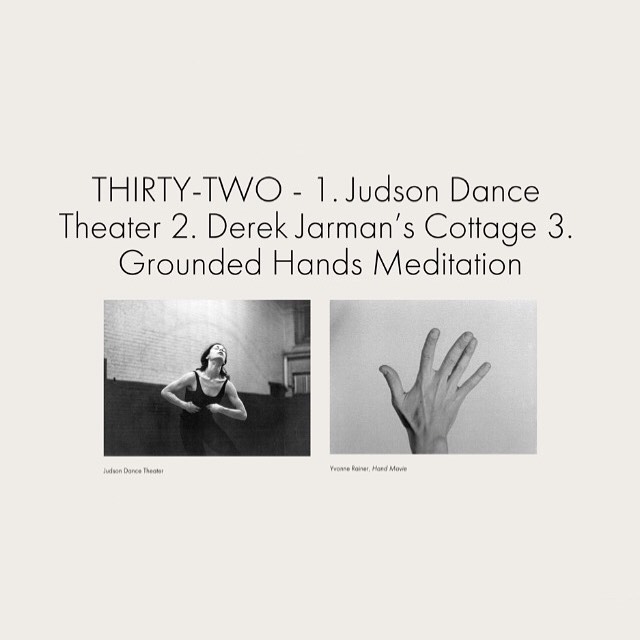 THIRTY-TWO - 1. Judson Dance
Theater 2. Derek Jarman’s Cottage 3.
Grounded Hands Meditation
Judson Dance Theater
Yvonne Rainer, Hand Movie